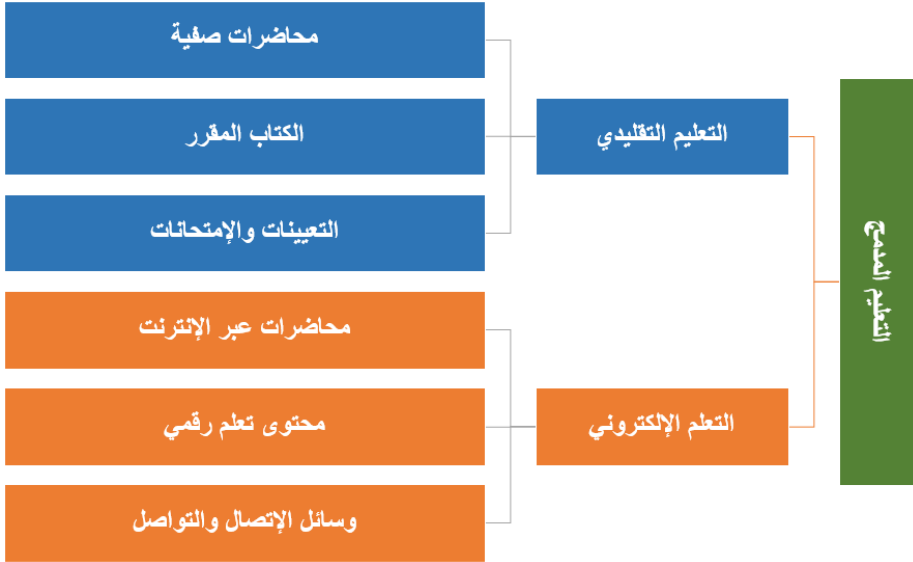 التعليم المدمج
التعليم التقليدي
محاضرات صفية
الكتاب المقرر
التعيينات والإمتحانات
التعلم الإلكتروني
محاضرات عبر الإنترنت
محتوى تعلم رقمي
وسائل الإتصال والتواصل